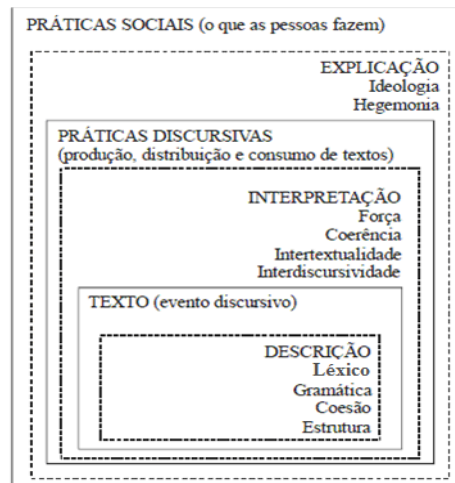 PRÁTICAS SOCIAIS (o que as pessoas fazem)
EXPLICAÇÃO
Ideologia
Hegemonia
PRÁTICAS DISCURSIVAS
(produção, distribuição e consumo de textos)
INTERPRETAÇÃO
Força
Coerência
Intertextualidade
Interdiscursividade
TEXTO (evento discursivo)
DESCRIÇÃO
Léxico
Gramática
Coesão
Estrutura